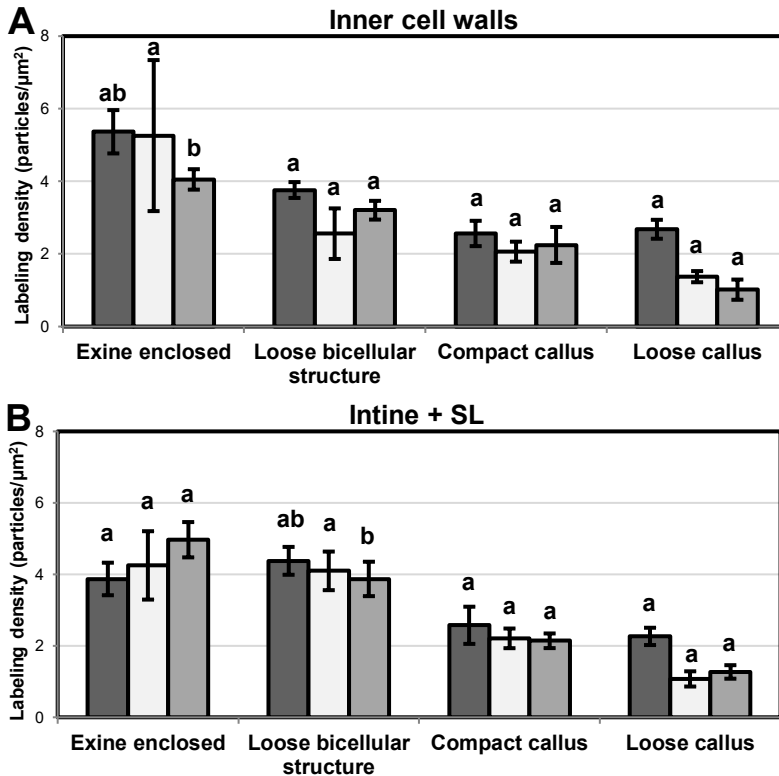 A
Inner cell walls
Labeling density (particles/µm²)
8
6
4
2
0
ab
a
b
a
a
a
a
a
a
a
a
a
Exine enclosed
Loose bicellular
structure
Compact callus
Loose callus
B
Intine + SL
Labeling density (particles/µm²)
8
6
4
2
0
a
a
a
ab
a
b
a
a
a
a
a
a
Exine enclosed
Loose bicellular
structure
Compact callus
Loose callus